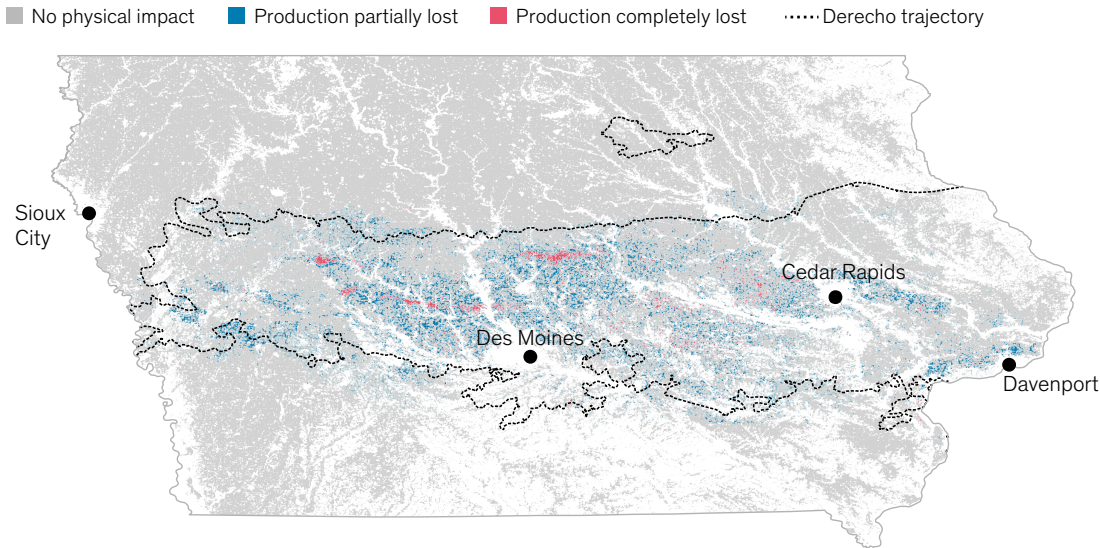 No physical impact
Production partially lost
Production completely lost
Derecho trajectory
Sioux
City
Cedar Rapids
Des Moines
Davenport